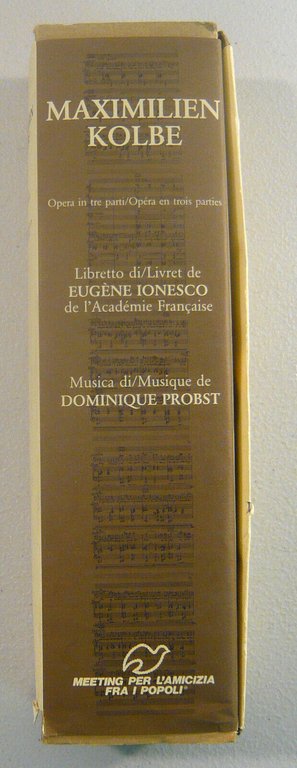 MAXIMILIEN
KOLBE
Opera in tre parti/Opéra en trois parties
Libretto di/Livret de
EUGÈNE IONESCO
de l'Académie Française
Musica di/Musique de
DOMINIQUE PROBST
MEETING PER L'AMICIZIA
FRA I POPOLI®